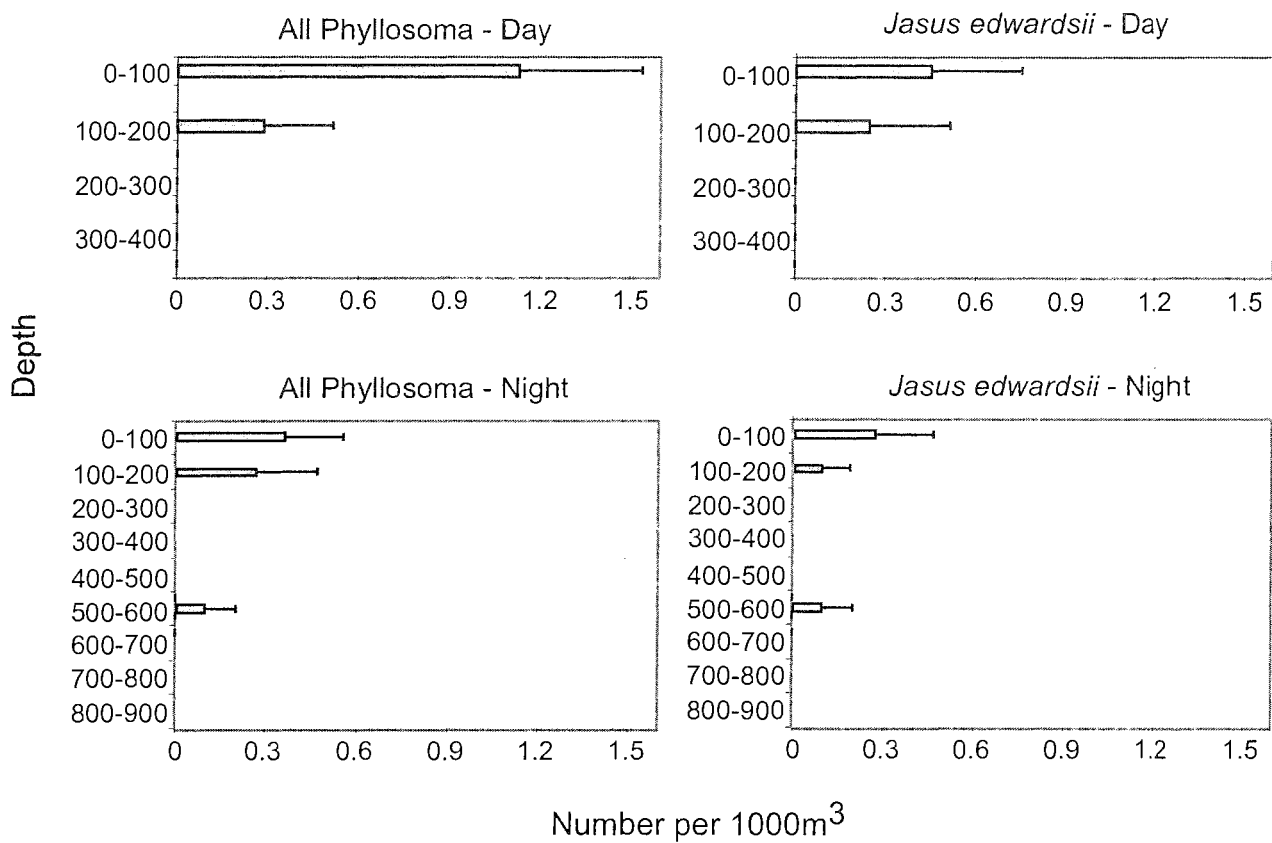 All Phyllosoma - Day
0-100
100-200
200-300
300-400
0 0.3 0.6 0.9 1.2 1.5
Jasus edwardsii - Day
0-100
100-200
200-300
300-400
0 0.3 0.6 0.9 1.2 1.5
Depth
All Phyllosoma - Night
0-100
100-200
200-300
300-400
400-500
500-600
600-700
700-800
800-900
0 0.3 0.6 0.9 1.2 1.5
Jasus edwardsii - Night
0-100
100-200
200-300
300-400
400-500
500-600
600-700
700-800
800-900
0 0.3 0.6 0.9 1.2 1.5
Number per 1000m³